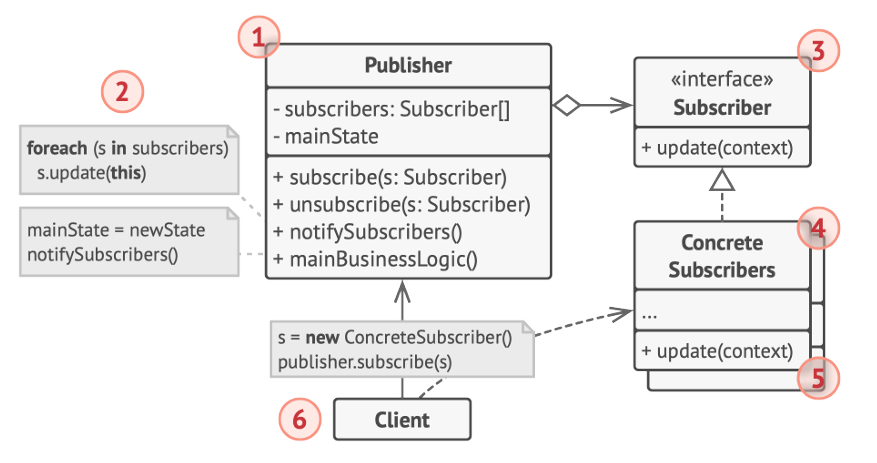 1
Publisher
- subscribers: Subscriber[]
- mainState
+ subscribe(s: Subscriber)
+ unsubscribe(s: Subscriber)
+ notifySubscribers()
+ mainBusinessLogic()
2
foreach (s in subscribers)
s.update(this)
mainState = newState
notifySubscribers()
3
«interface»
Subscriber
+ update(context)
4
Concrete
Subscribers
...
+ update(context)
5
s = new ConcreteSubscriber()
publisher.subscribe(s)
6
Client